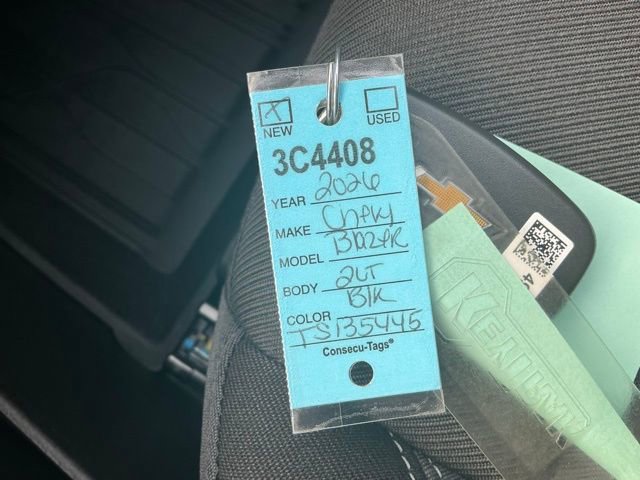 X
NEW USED
3C4408
YEAR 2026
MAKE Chevy
MODEL Blazer
BODY 2LT
COLOR Blk
TS135445
Consecu-Tags®